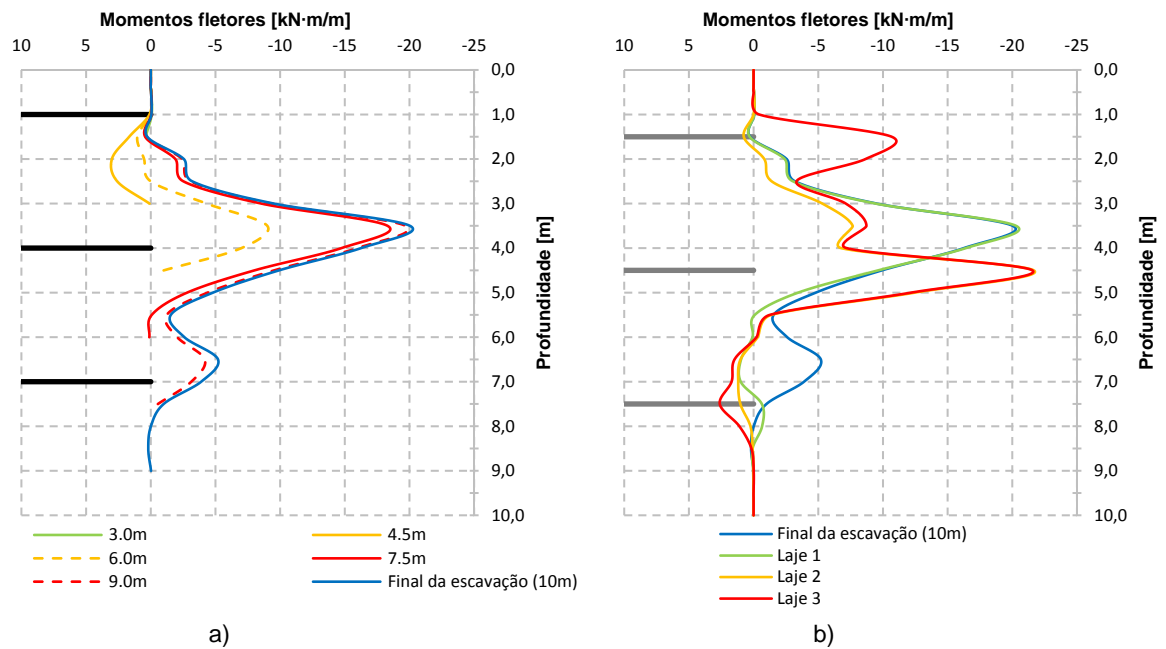 Momentos fletores [kN·m/m]
10 5 0 -5 -10 -15 -20 -25
0,0
1,0
2,0
3,0
4,0
5,0
6,0
7,0
8,0
9,0
10,0
Profundidade [m]
3.0m
4.5m
6.0m
7.5m
9.0m
Final da escavação (10m)
a)
Momentos fletores [kN·m/m]
10 5 0 -5 -10 -15 -20 -25
0,0
1,0
2,0
3,0
4,0
5,0
6,0
7,0
8,0
9,0
10,0
Profundidade [m]
Final da escavação (10m)
Laje 1
Laje 2
Laje 3
b)